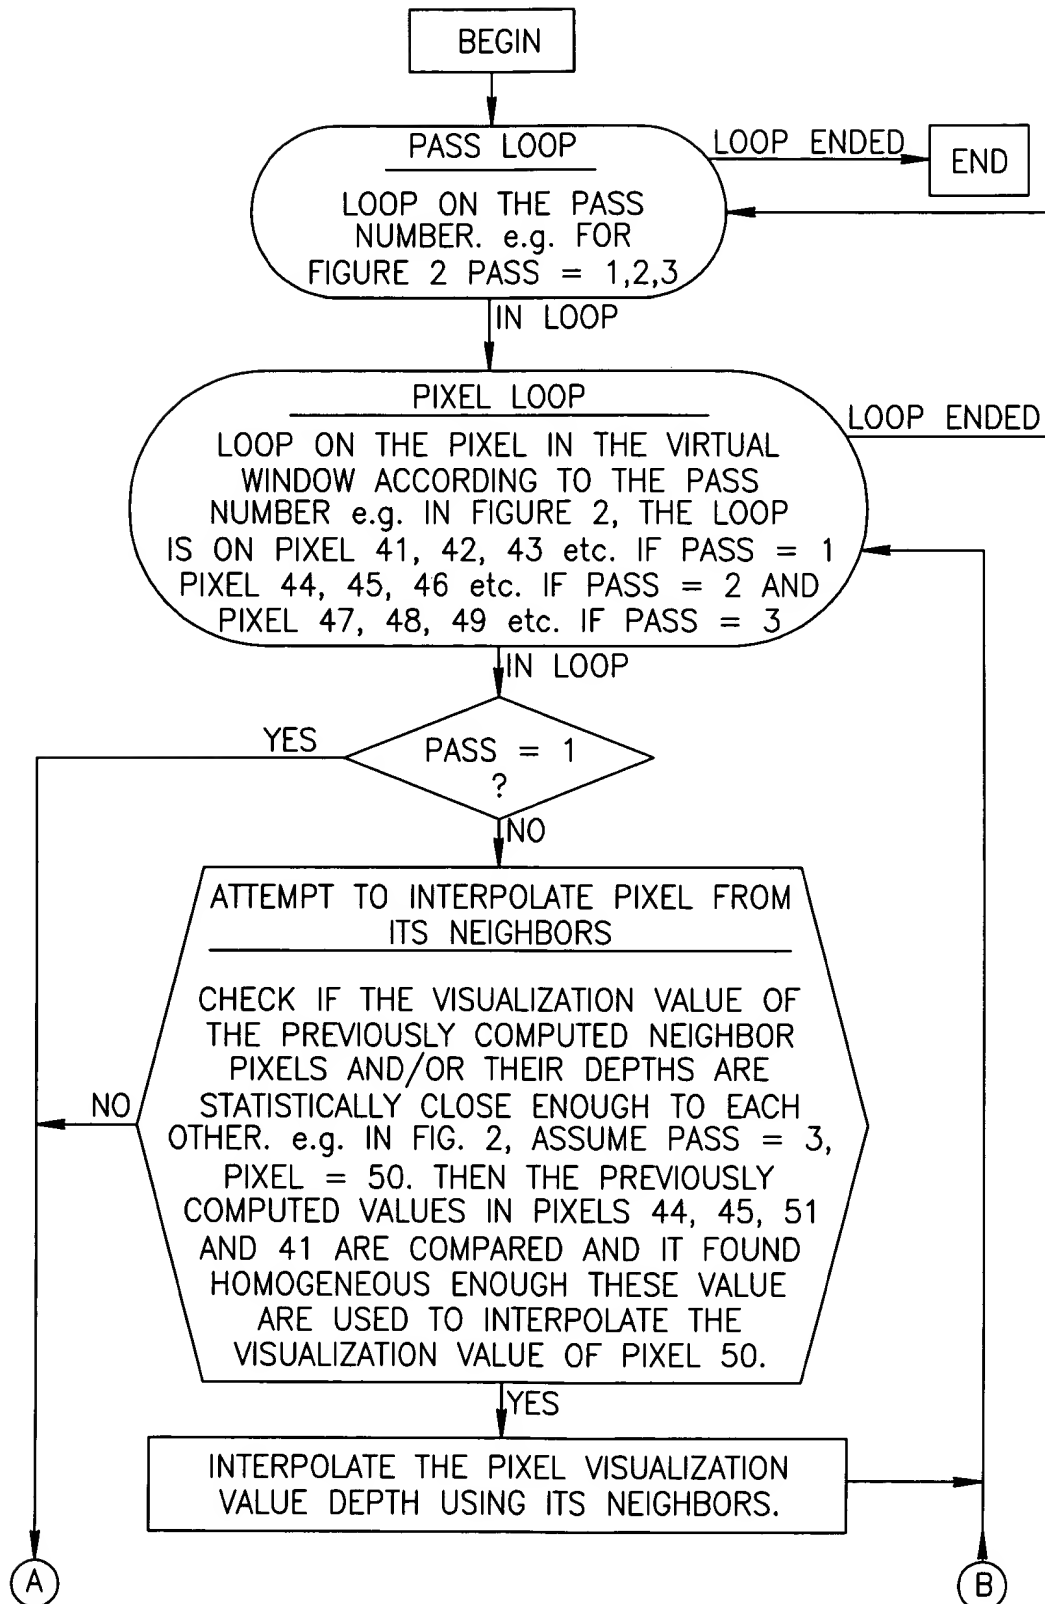 BEGIN
PASS LOOP
LOOP ENDED
END
LOOP ON THE PASS
NUMBER. e.g. FOR
FIGURE 2 PASS = 1,2,3
IN LOOP
PIXEL LOOP
LOOP ENDED
LOOP ON THE PIXEL IN THE VIRTUAL
WINDOW ACCORDING TO THE PASS
NUMBER e.g. IN FIGURE 2, THE LOOP
IS ON PIXEL 41, 42, 43 etc. IF PASS = 1
PIXEL 44, 45, 46 etc. IF PASS = 2 AND
PIXEL 47, 48, 49 etc. IF PASS = 3
IN LOOP
YES
PASS = 1
?
NO
ATTEMPT TO INTERPOLATE PIXEL FROM
ITS NEIGHBORS
CHECK IF THE VISUALIZATION VALUE OF
THE PREVIOUSLY COMPUTED NEIGHBOR
PIXELS AND/OR THEIR DEPTHS ARE
STATISTICALLY CLOSE ENOUGH TO EACH
OTHER. e.g. IN FIG. 2, ASSUME PASS = 3,
PIXEL = 50. THEN THE PREVIOUSLY
COMPUTED VALUES IN PIXELS 44, 45, 51
AND 41 ARE COMPARED AND IT FOUND
HOMOGENEOUS ENOUGH THESE VALUE
ARE USED TO INTERPOLATE THE
VISUALIZATION VALUE OF PIXEL 50.
NO
YES
INTERPOLATE THE PIXEL VISUALIZATION
VALUE DEPTH USING ITS NEIGHBORS.
A
B